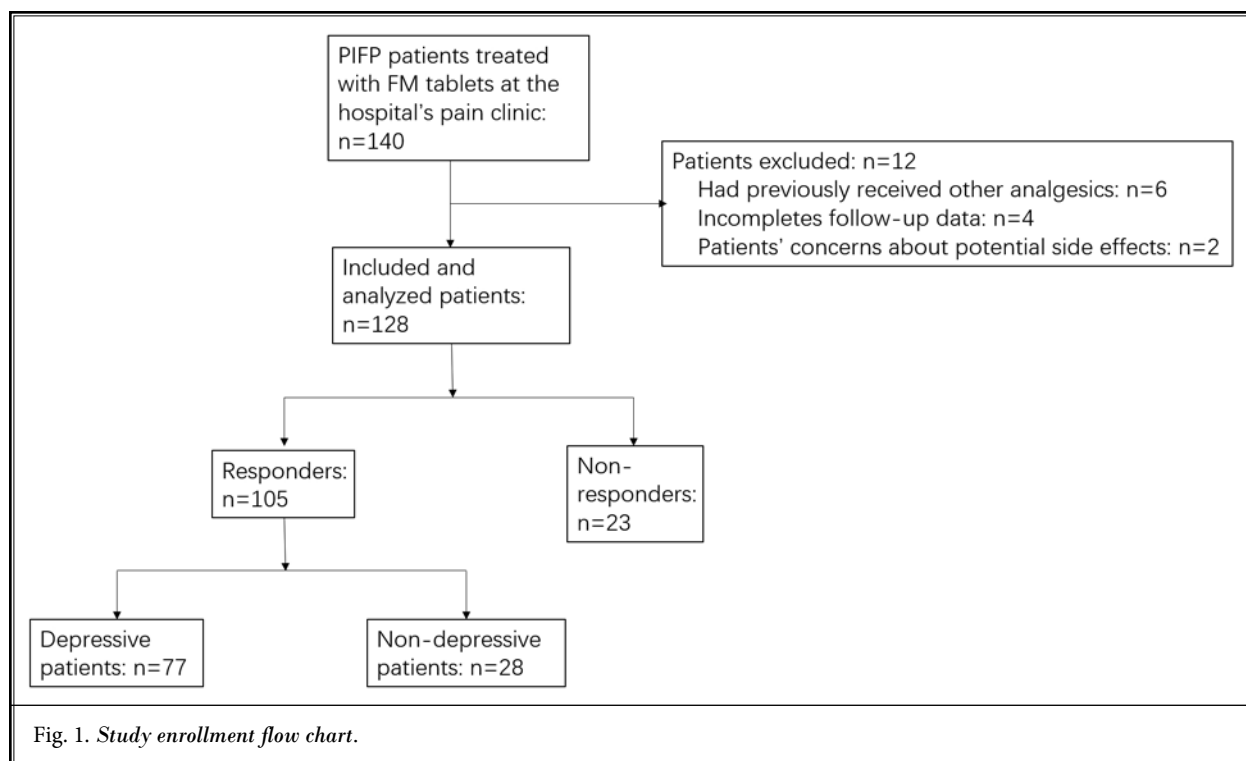 PIFP patients treated
with FM tablets at the
hospital's pain clinic:
n=140
Patients excluded: n=12
Had previously received other analgesics: n=6
Incompletes follow-up data: n=4
Patients’ concerns about potential side effects: n=2
Included and
analyzed patients:
n=128
Responders:
n=105
Non-
responders:
n=23
Depressive
patients: n=77
Non-depressive
patients: n=28
Fig. 1. Study enrollment flow chart.